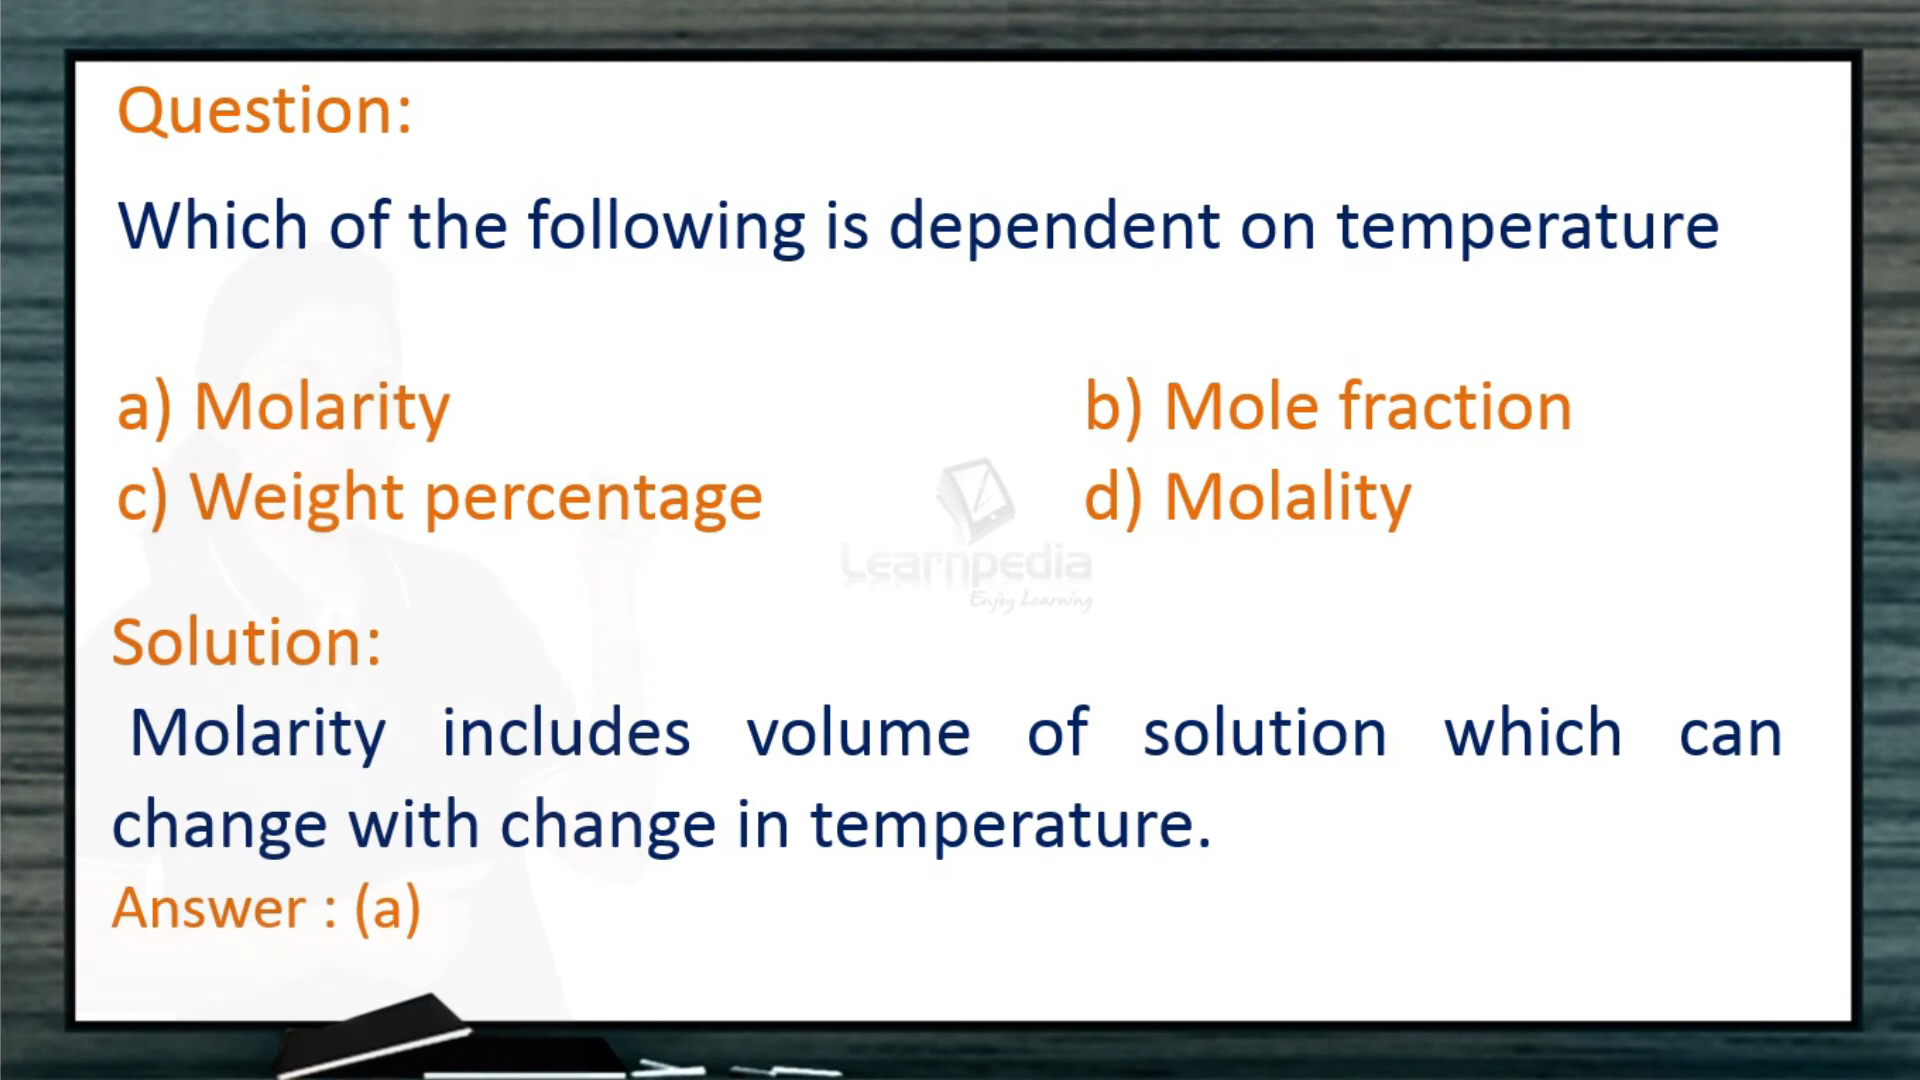 Question:
Which of the following is dependent on temperature
a) Molarity b) Mole fraction
c) Weight percentage d) Molality
Learnpedia
Enjoy Learning
Solution:
Molarity includes volume of solution which can
change with change in temperature.
Answer : (a)